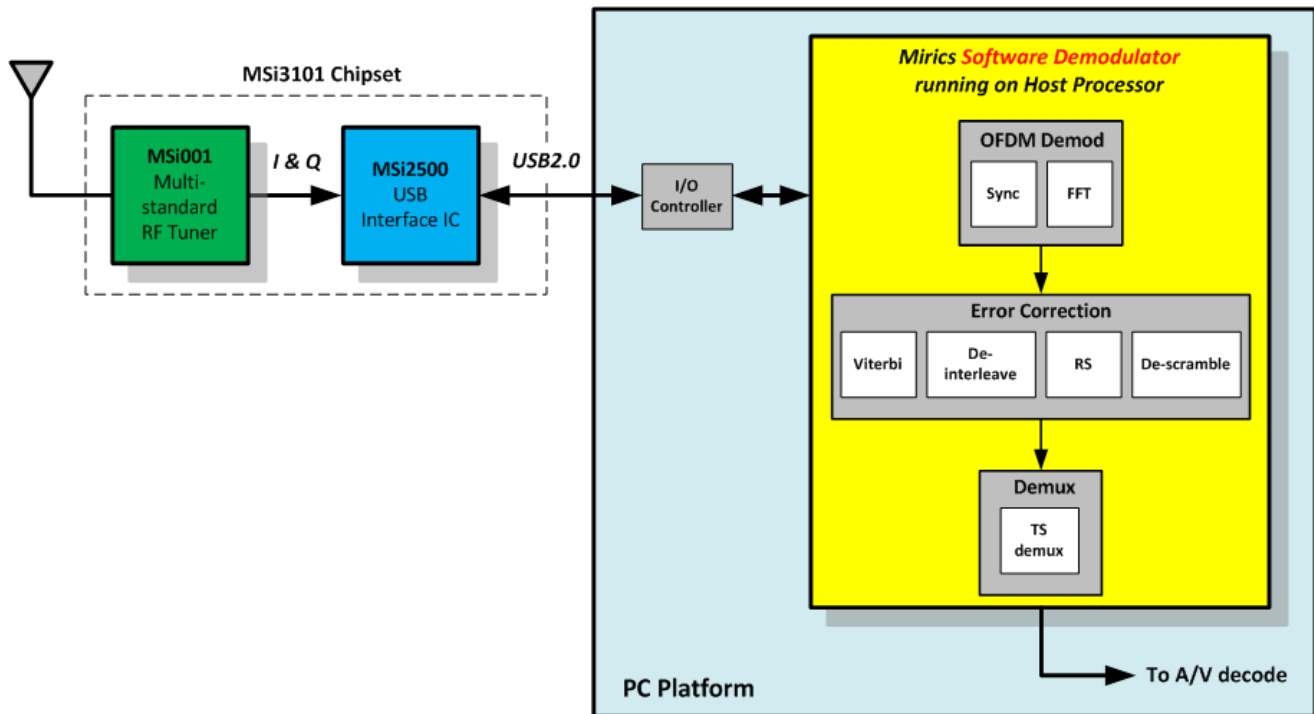 MSi3101 Chipset
MSi001
Multi-
standard
RF Tuner
I & Q
MSi2500
USB
Interface IC
USB2.0
I/O
Controller
Mirics Software Demodulator
running on Host Processor
OFDM Demod
Sync
FFT
Error Correction
Viterbi
De-
interleave
RS
De-scramble
Demux
TS
demux
To A/V decode
PC Platform